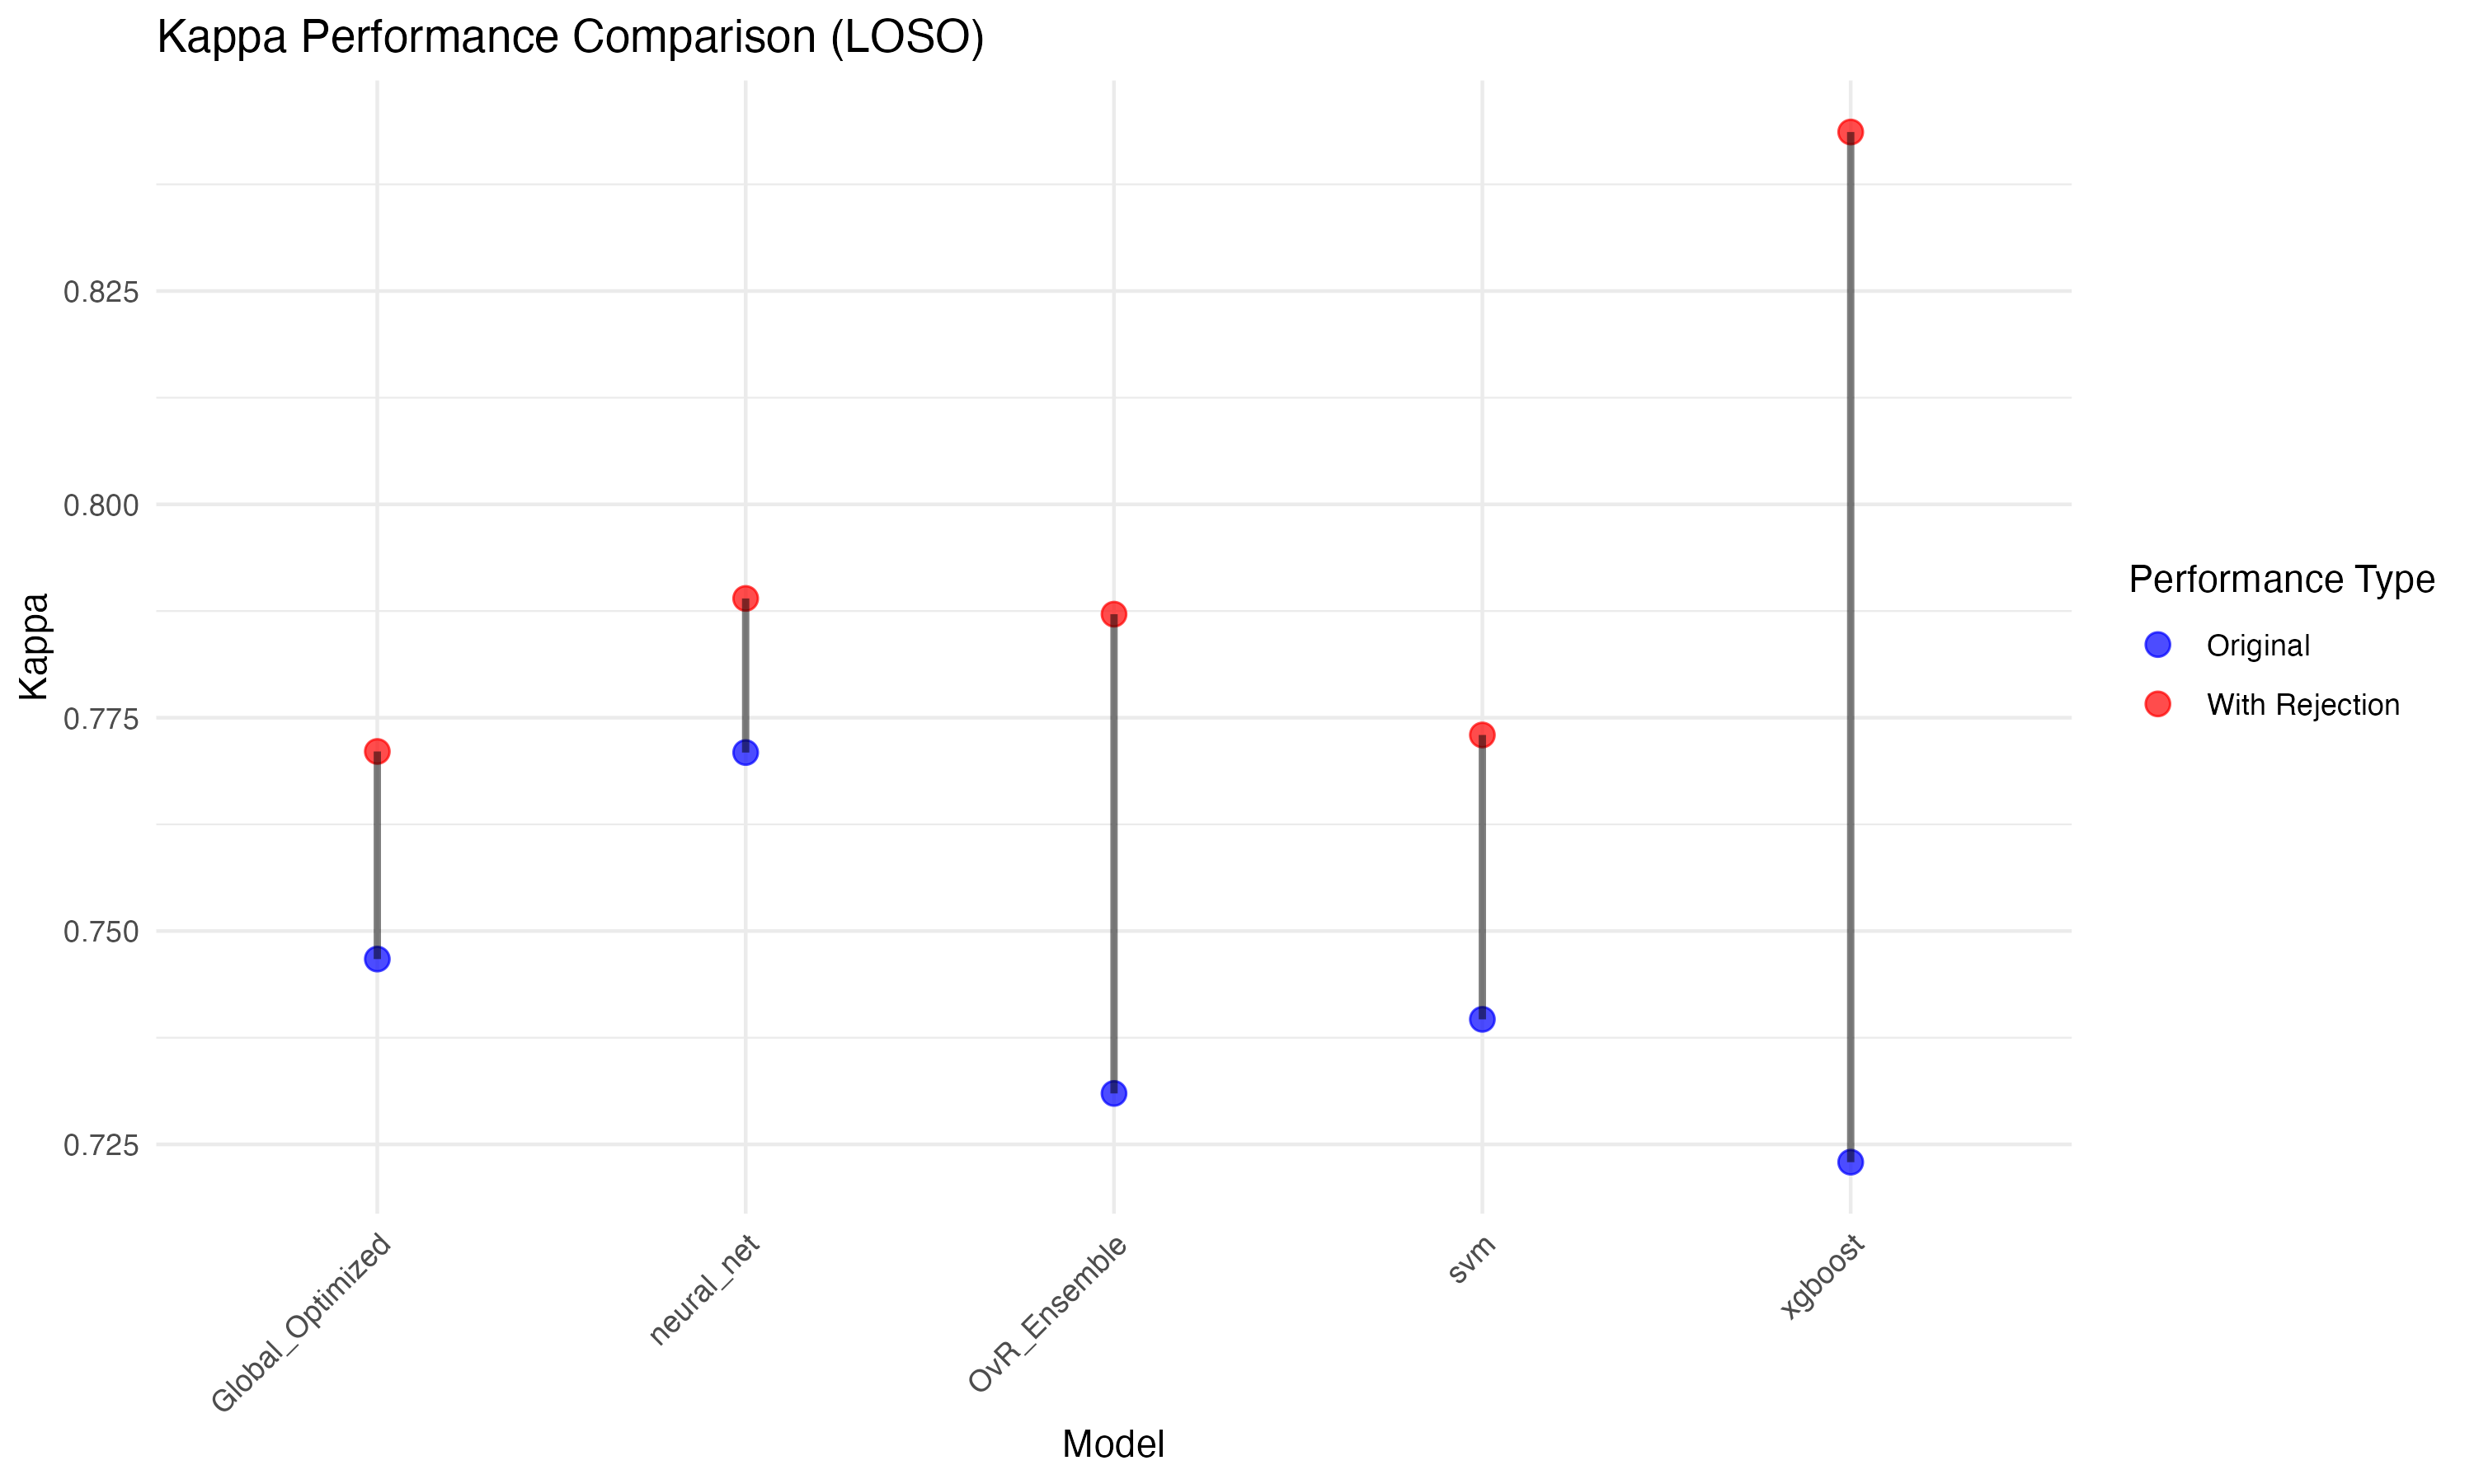 Kappa Performance Comparison (LOSO)
Kappa
0.825
0.800
0.775
0.750
0.725
Global_Optimized
neural_net
OvR_Ensemble
svm
xgboost
Model
Performance Type
Original
With Rejection